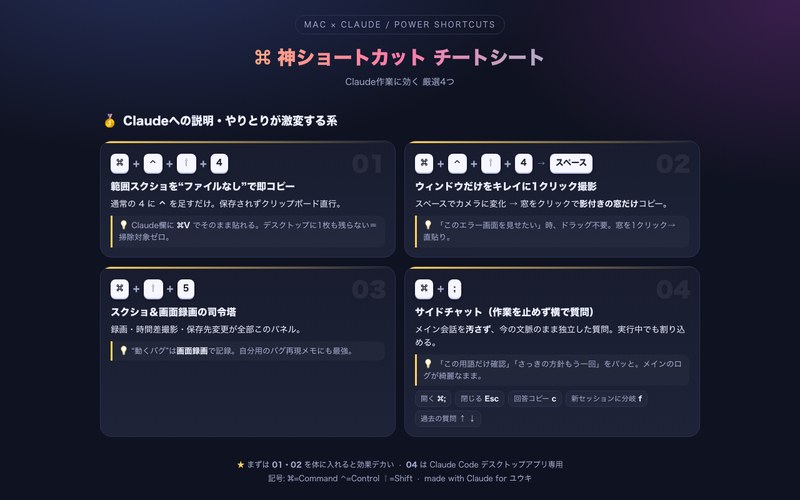 MAC × CLAUDE / POWER SHORTCUTS
⌘ 神ショートカット チートシート
Claude作業に効く 厳選4つ
🥇 Claudeへの説明・やりとりが激変する系
⌘ + ^ + ⇧ + 4
01
範囲スクショを“ファイルなし”で即コピー
通常の 4 に ^ を足すだけ。保存されずクリップボード直行。
💡 Claude欄に ⌘V でそのまま貼れる。デスクトップに1枚も残らない＝
掃除対象ゼロ。
⌘ + ^ + ⇧ + 4 → スペース
02
ウィンドウだけをキレイに1クリック撮影
スペースでカメラに変化 → 窓をクリックで影付きの窓だけコピー。
💡 「このエラー画面を見せたい」時、ドラッグ不要。窓を1クリック→
直貼り。
⌘ + ⇧ + 5
03
スクショ&画面録画の司令塔
録画・時間差撮影・保存先変更が全部このパネル。
💡 “動くバグ”は画面録画で記録。自分用のバグ再現メモにも最強。
⌘ + ;
04
サイドチャット（作業を止めず横で質問）
メイン会話を汚さず、今の文脈のまま独立した質問。実行中でも割り込
める。
💡 「この用語だけ確認」「さっきの方針もう一回」をパッと。メインのロ
グが綺麗なまま。
開く ⌘; 閉じる Esc 回答コピー c 新セッションに分岐 f
過去の質問 ↑ ↓
★ まずは 01・02 を体に入れると効果デカい · 04 は Claude Code デスクトップアプリ専用
記号: ⌘=Command ^=Control ⇧=Shift · made with Claude for ユウキ